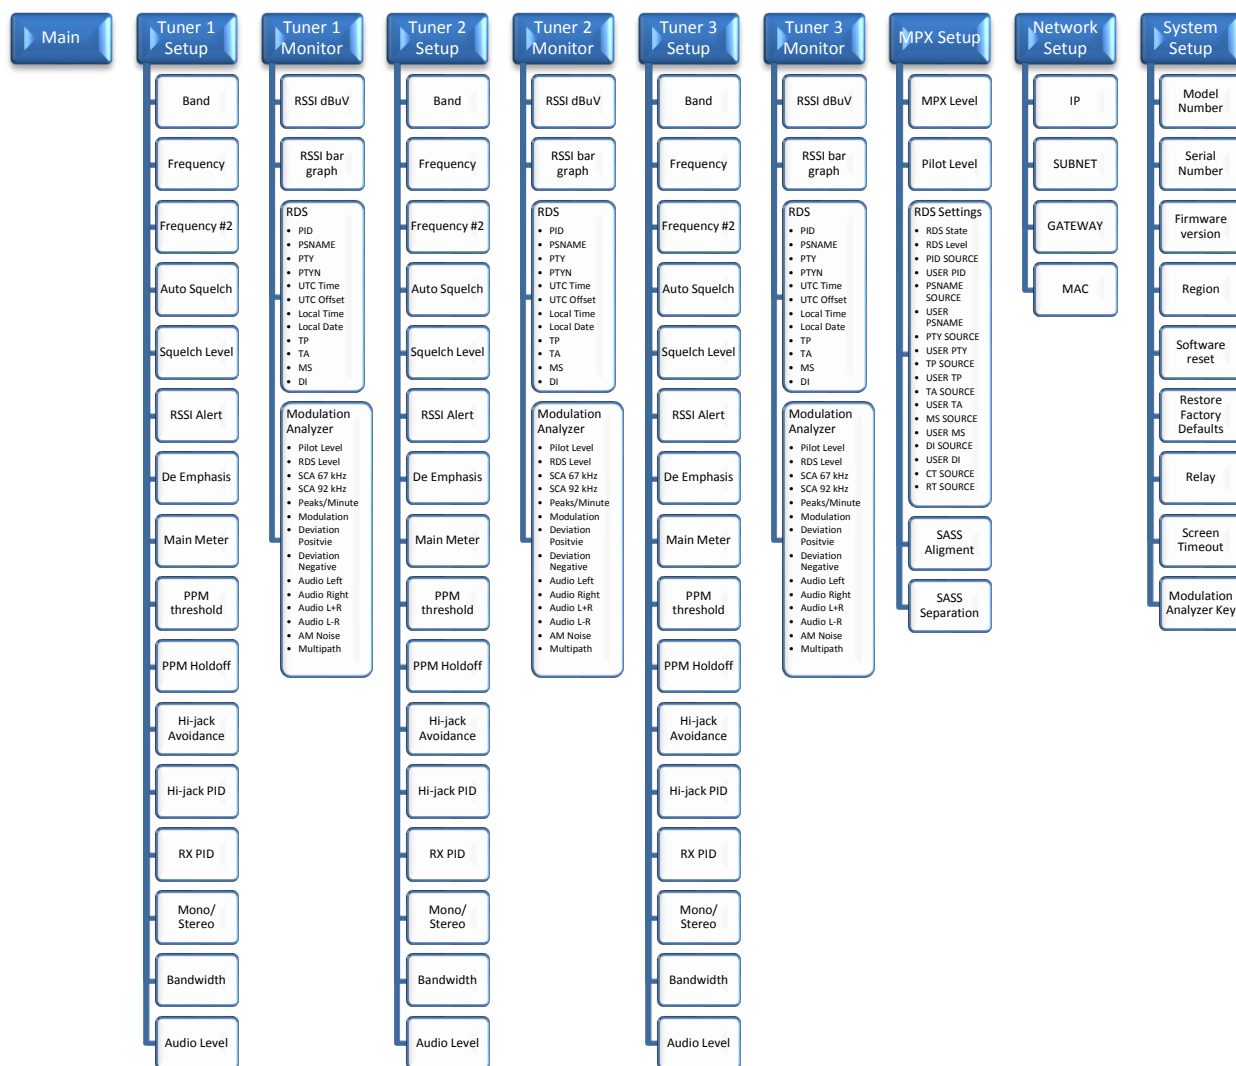 Main
Tuner 1
Setup
Band
Frequency
Frequency #2
Auto Squelch
Squelch Level
RSSI Alert
De Emphasis
Main Meter
PPM
threshold
PPM Holdoff
Hi-jack
Avoidance
Hi-jack PID
RX PID
Mono/
Stereo
Bandwidth
Audio Level
Tuner 1
Monitor
RSSI dBuV
RSSI bar
graph
RDS
• PID
• PSNAME
• PTY
• PTYN
• UTC Time
• UTC Offset
• Local Time
• Local Date
• TP
• TA
• MS
• DI
Modulation
Analyzer
• Pilot Level
• RDS Level
• SCA 67 kHz
• SCA 92 kHz
• Peaks/Minute
• Modulation
• Deviation
Positvie
• Deviation
Negative
• Audio Left
• Audio Right
• Audio L+R
• Audio L-R
• AM Noise
• Multipath
Tuner 2
Setup
Band
Frequency
Frequency #2
Auto Squelch
Squelch Level
RSSI Alert
De Emphasis
Main Meter
PPM
threshold
PPM Holdoff
Hi-jack
Avoidance
Hi-jack PID
RX PID
Mono/
Stereo
Bandwidth
Audio Level
Tuner 2
Monitor
RSSI dBuV
RSSI bar
graph
RDS
• PID
• PSNAME
• PTY
• PTYN
• UTC Time
• UTC Offset
• Local Time
• Local Date
• TP
• TA
• MS
• DI
Modulation
Analyzer
• Pilot Level
• RDS Level
• SCA 67 kHz
• SCA 92 kHz
• Peaks/Minute
• Modulation
• Deviation
Positvie
• Deviation
Negative
• Audio Left
• Audio Right
• Audio L+R
• Audio L-R
• AM Noise
• Multipath
Tuner 3
Setup
Band
Frequency
Frequency #2
Auto Squelch
Squelch Level
RSSI Alert
De Emphasis
Main Meter
PPM
threshold
PPM Holdoff
Hi-jack
Avoidance
Hi-jack PID
RX PID
Mono/
Stereo
Bandwidth
Audio Level
Tuner 3
Monitor
RSSI dBuV
RSSI bar
graph
RDS
• PID
• PSNAME
• PTY
• PTYN
• UTC Time
• UTC Offset
• Local Time
• Local Date
• TP
• TA
• MS
• DI
Modulation
Analyzer
• Pilot Level
• RDS Level
• SCA 67 kHz
• SCA 92 kHz
• Peaks/Minute
• Modulation
• Deviation
Positvie
• Deviation
Negative
• Audio Left
• Audio Right
• Audio L+R
• Audio L-R
• AM Noise
• Multipath
MPX Setup
MPX Level
Pilot Level
RDS Settings
• RDS State
• RDS Level
• PID SOURCE
• USER PID
• PSNAME
SOURCE
• USER
PSNAME
• PTY SOURCE
• USER PTY
• TP SOURCE
• USER TP
• TA SOURCE
• USER TA
• MS SOURCE
• USER MS
• DI SOURCE
• USER DI
• CT SOURCE
• RT SOURCE
SASS
Aligment
SASS
Separation
Network
Setup
IP
SUBNET
GATEWAY
MAC
System
Setup
Model
Number
Serial
Number
Firmware
version
Region
Software
reset
Restore
Factory
Defaults
Relay
Screen
Timeout
Modulation
Analyzer Key